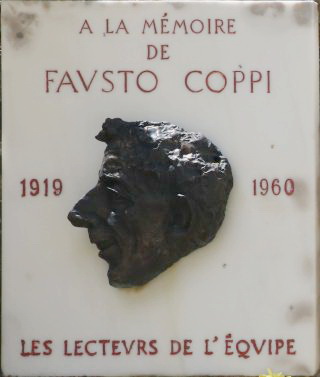 A LA MÉMOIRE
DE
FAVSTO COPPI
1919 1960
LES LECTEVRS DE L'ÉQVIPE